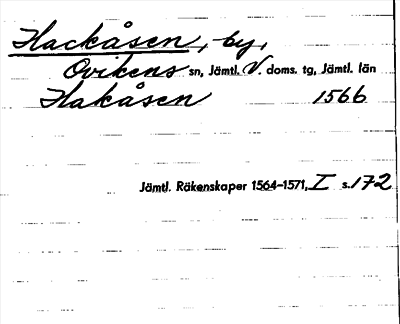 Hackåsen, by,
Ovikens sn, Jämtl. V. doms. tg, Jämtl. län
Hakåsen 1566
Jämtl. Räkenskaper 1564-1571, I s. 172